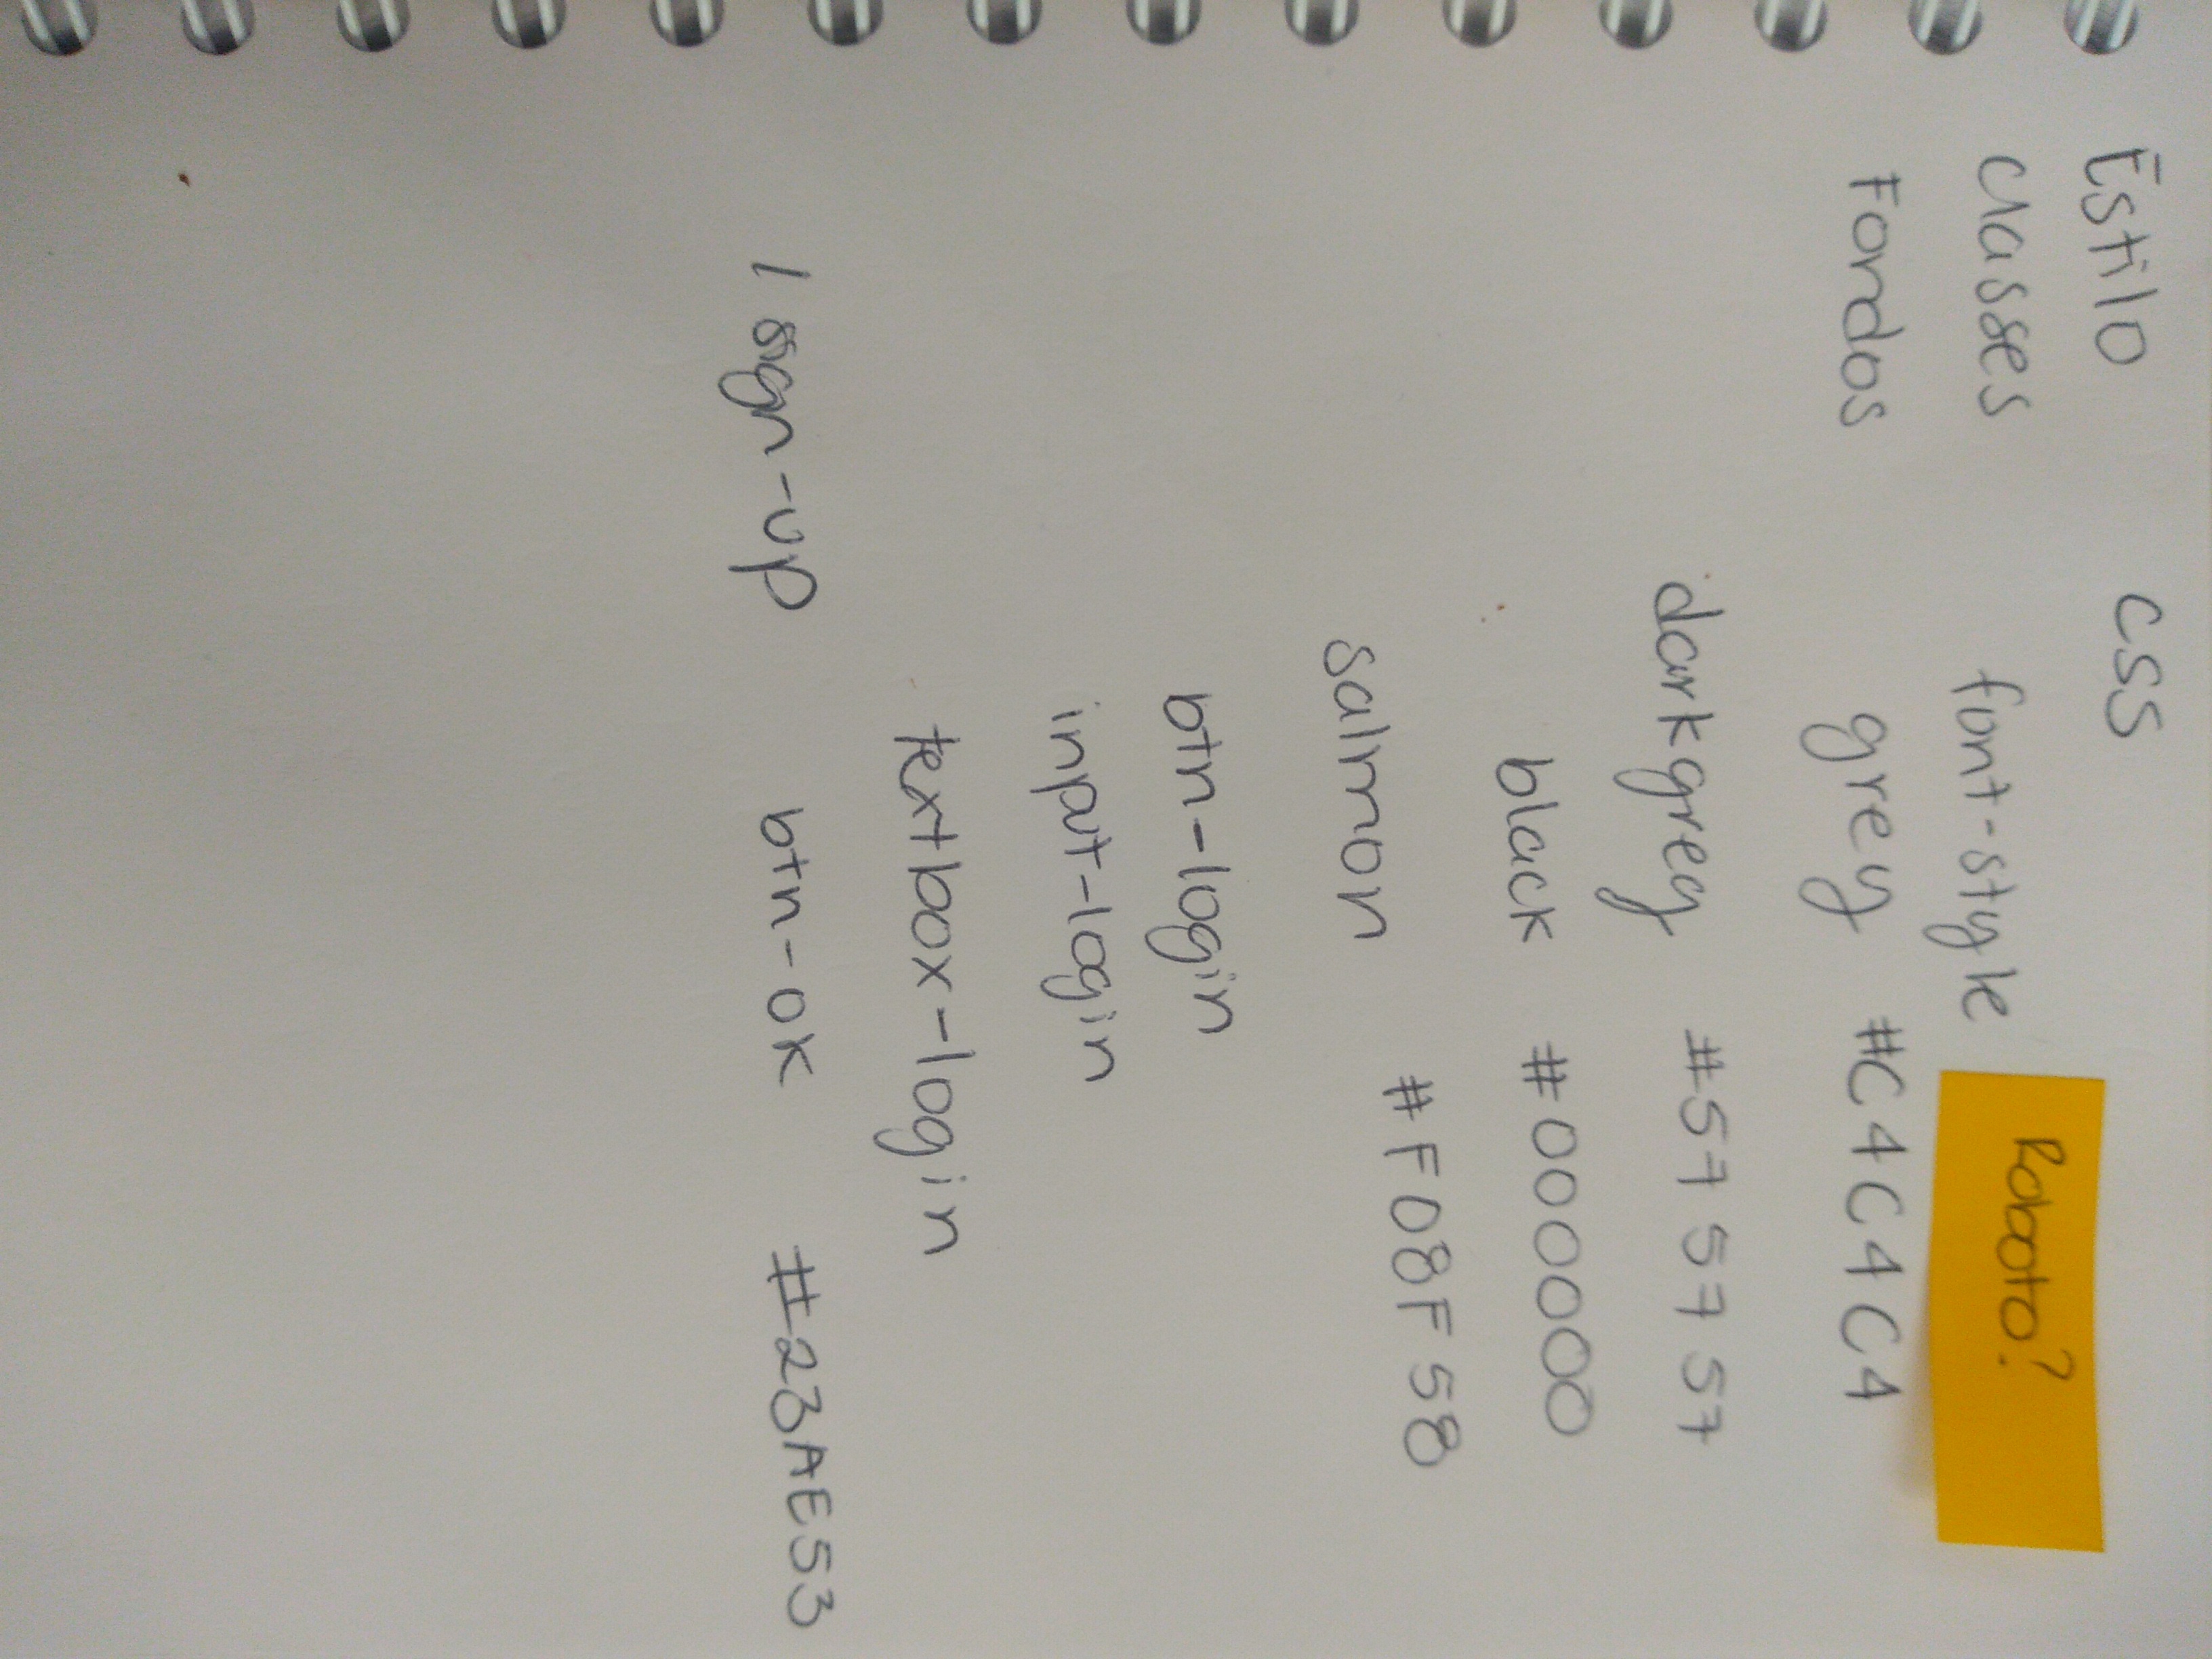 Estilo CSS
classes font-style Roboto?
Fondos grey #C4C4C4
darkgrey #575757
black #000000
salmon #F08F58
btn-login
input-login
textbox-login
/ sign-up btn-ok #23AE53